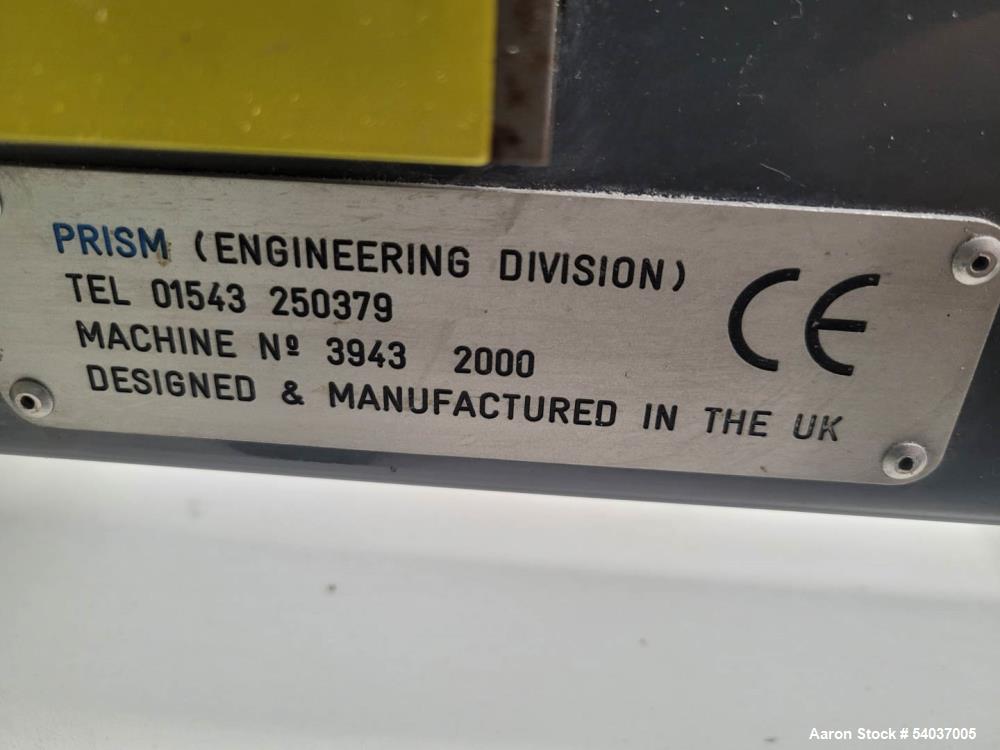 PRISM (ENGINEERING DIVISION)
TEL 01543 250379
MACHINE Nº 3943 2000
DESIGNED & MANUFACTURED IN THE UK
CE
Aaron Stock # 54037005